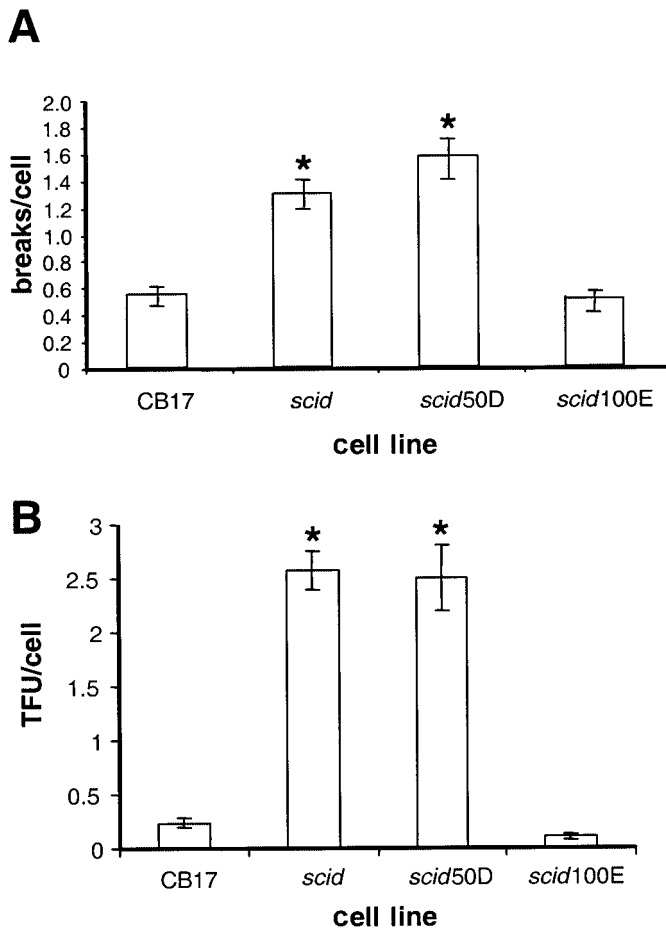 A
breaks/cell
2.0
1.8
1.6
1.4
1.2
1.0
0.8
0.6
0.4
0.2
0
*
*
CB17
scid
scid50D
scid100E
cell line
B
TFU/cell
3
2.5
2
1.5
1
0.5
0
*
*
CB17
scid
scid50D
scid100E
cell line